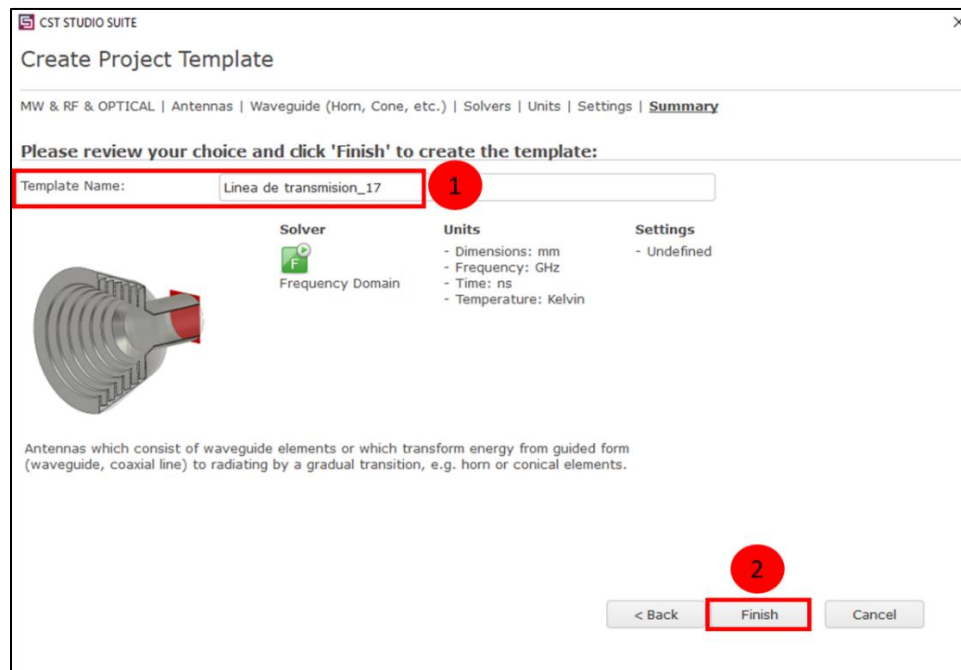 CST STUDIO SUITE
Create Project Template
MW & RF & OPTICAL | Antennas | Waveguide (Horn, Cone, etc.) | Solvers | Units | Settings | Summary
Please review your choice and click 'Finish' to create the template:
Template Name: Linea de transmision_17 1
Solver Units Settings
- Dimensions: mm - Undefined
F - Frequency: GHz
Frequency Domain - Time: ns
- Temperature: Kelvin
Antennas which consist of waveguide elements or which transform energy from guided form
(waveguide, coaxial line) to radiating by a gradual transition, e.g. horn or conical elements.
2
< Back Finish Cancel